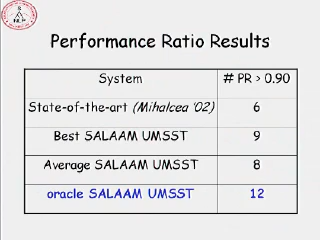 Performance Ratio Results
System # PR > 0.90
State-of-the-art (Mihalcea '02) 6
Best SALAAM UMSST 9
Average SALAAM UMSST 8
oracle SALAAM UMSST 12